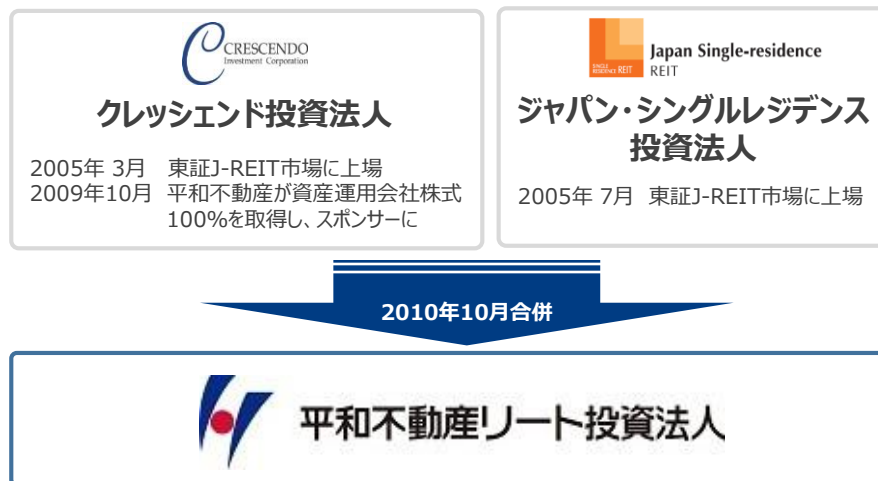 CRESCENDO
Investment Corporation
クレッシェンド投資法人
2005年 3月 東証J-REIT市場に上場
2009年10月 平和不動産が資産運用会社株式
100%を取得し、スポンサーに
SINGLE
RESIDENCE REIT
Japan Single-residence
REIT
ジャパン・シングルレジデンス
投資法人
2005年 7月 東証J-REIT市場に上場
2010年10月合併
平和不動産リート投資法人